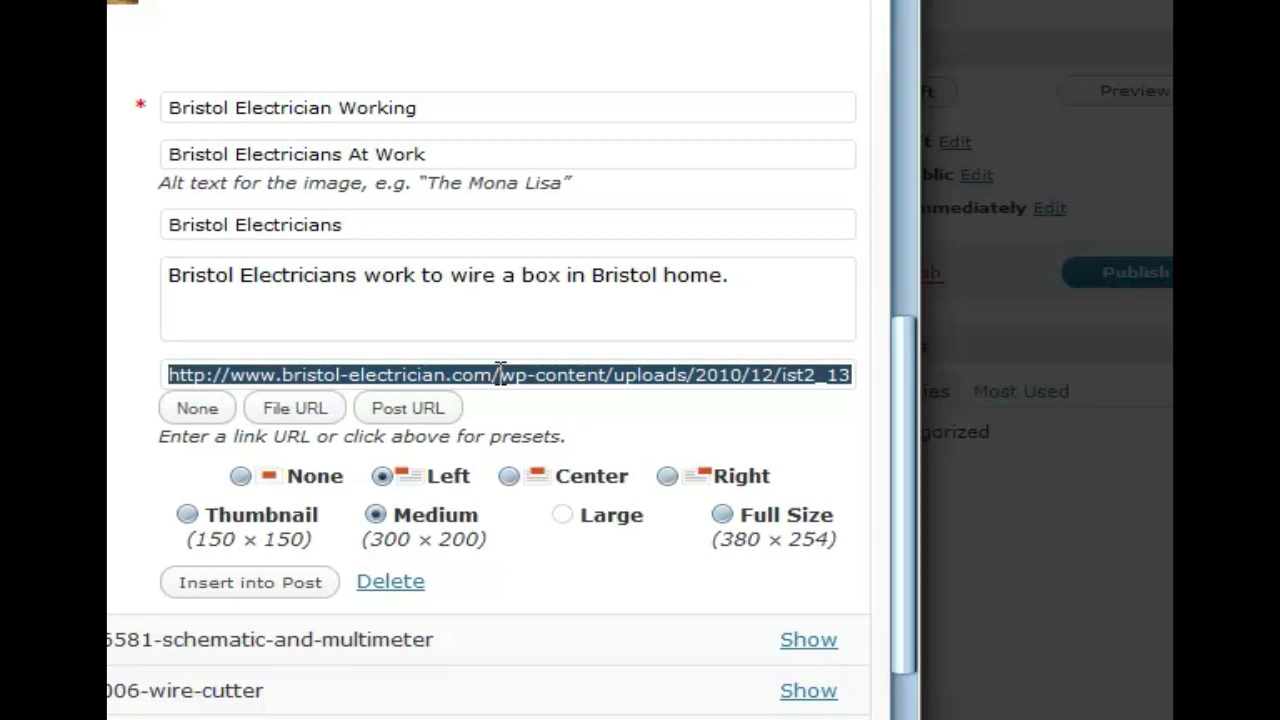 * Bristol Electrician Working
Bristol Electricians At Work
Alt text for the image, e.g. “The Mona Lisa”
Bristol Electricians
Bristol Electricians work to wire a box in Bristol home.
http://www.bristol-electrician.com/wp-content/uploads/2010/12/ist2_13
None File URL Post URL
Enter a link URL or click above for presets.
None Left Center Right
Thumbnail Medium Large Full Size
(150 × 150) (300 × 200) (380 × 254)
Insert into Post Delete
5581-schematic-and-multimeter Show
006-wire-cutter Show
Preview
Edit
Edit
mmediately Edit
Publish
Most Used
gorized